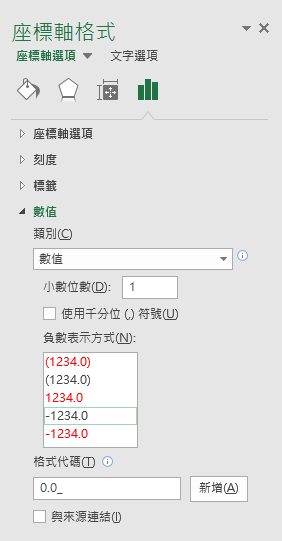 座標軸格式
座標軸選項 文字選項
座標軸選項
刻度
標籤
數值
類別(C)
數值
小數位數(D): 1
使用千分位 (,) 符號(U)
負數表示方式(N):
(1234.0)
(1234.0)
1234.0
-1234.0
-1234.0
格式代碼(T)
0.0_ 新增(A)
與來源連結(I)